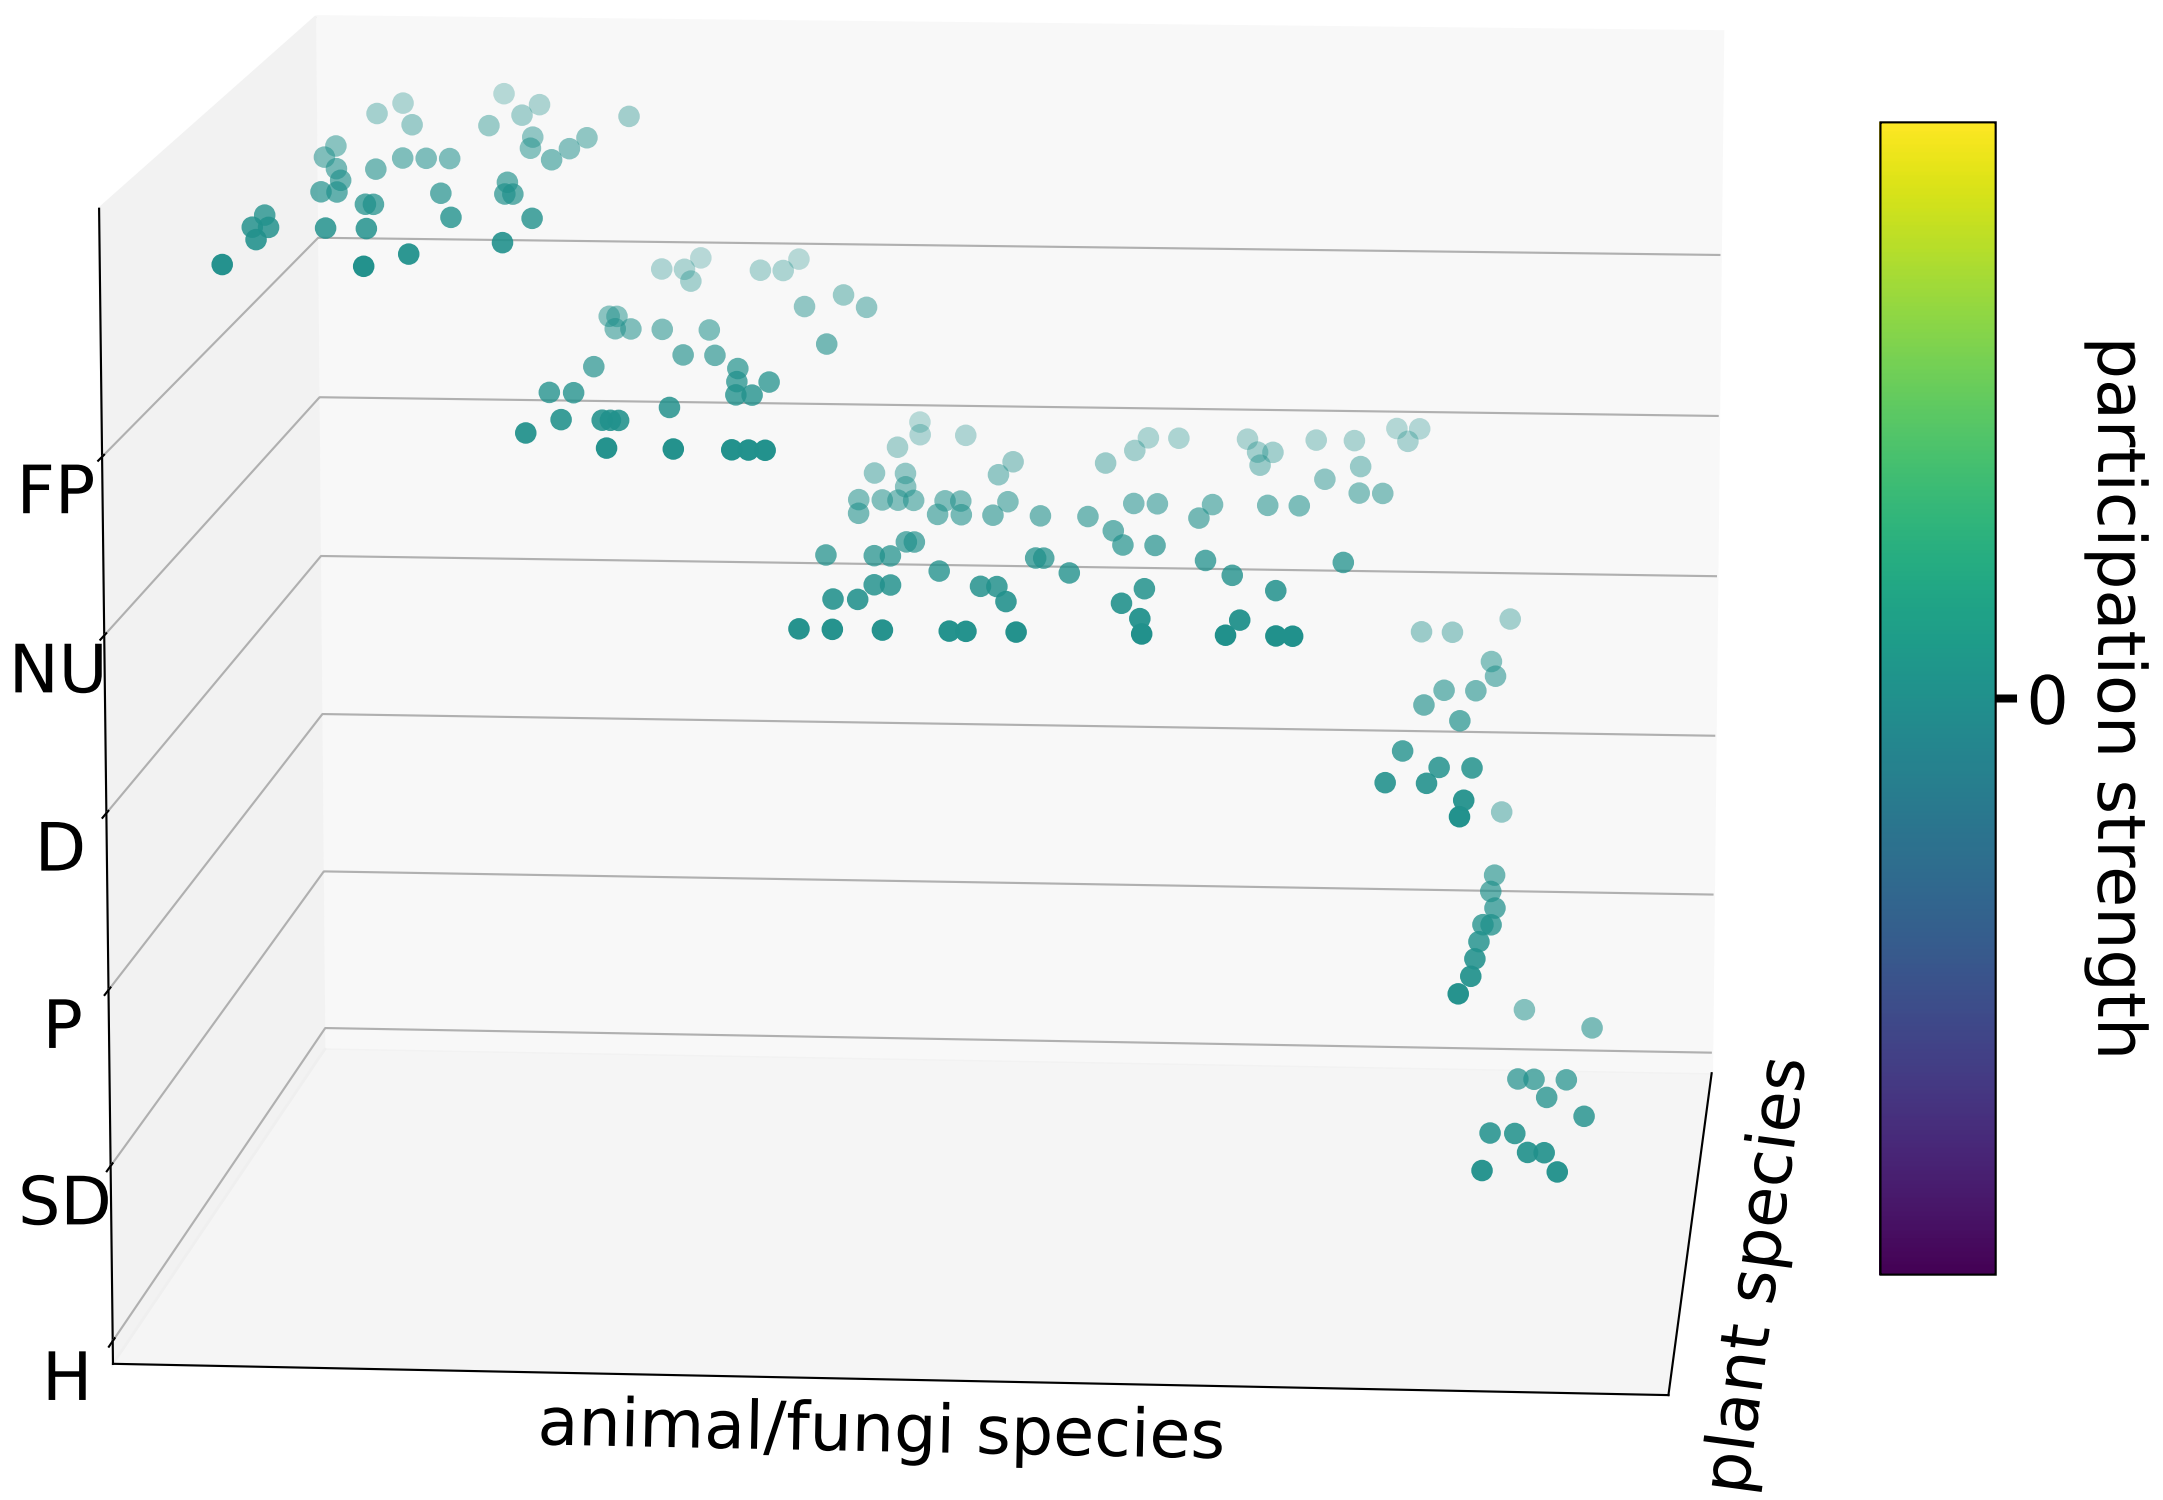 FP
NU
D
P
SD
H
animal/fungi species
plant species
0
participation strength